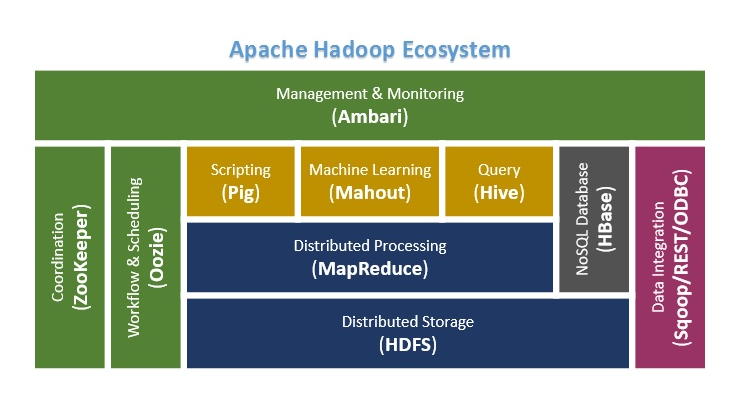 Apache Hadoop Ecosystem
Management & Monitoring
(Ambari)
Coordination
(ZooKeeper)
Workflow & Scheduling
(Oozie)
Scripting
(Pig)
Machine Learning
(Mahout)
Query
(Hive)
NoSQL Database
(HBase)
Data Integration
(Sqoop/REST/ODBC)
Distributed Processing
(MapReduce)
Distributed Storage
(HDFS)